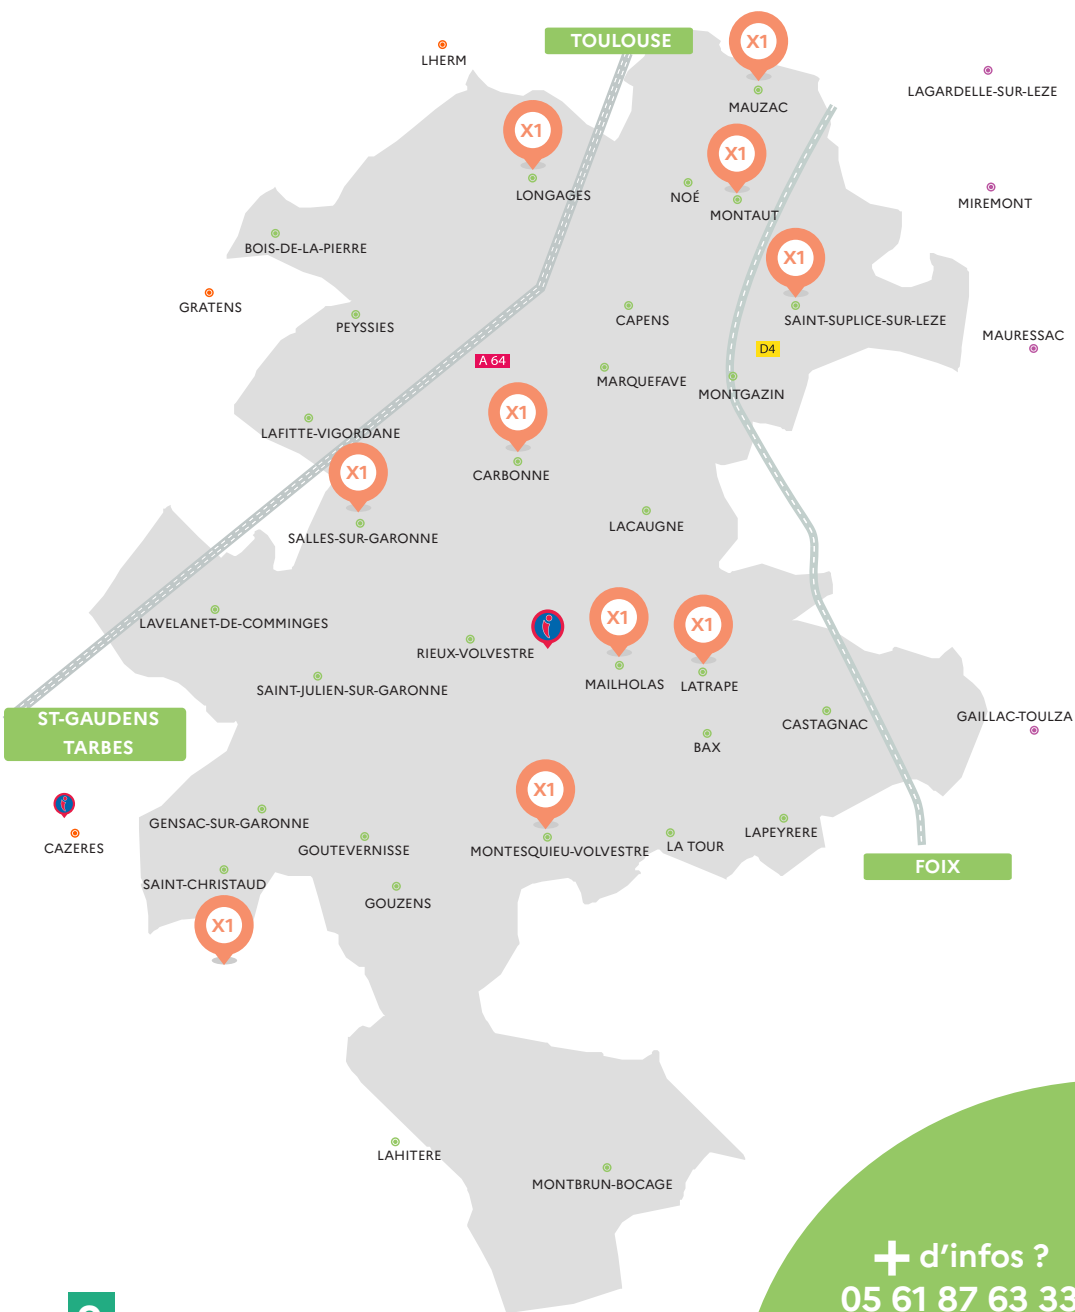 TOULOUSE
X1
LHERM
LAGARDELLE-SUR-LEZE
MAUZAC
X1
X1
LONGAGES
NOÉ
MONTAUT
MIREMONT
BOIS-DE-LA-PIERRE
X1
GRATENS
PEYSSIES
CAPENS
SAINT-SUPLICE-SUR-LEZE
MAURESSAC
A 64
D4
MARQUEFAVE
MONTGAZIN
X1
LAFITTE-VIGORDANE
CARBONNE
X1
SALLES-SUR-GARONNE
LACAUGNE
LAVELANET-DE-COMMINGES
X1
X1
RIEUX-VOLVESTRE
MAILHOLAS
LATRAPE
SAINT-JULIEN-SUR-GARONNE
ST-GAUDENS
TARBES
CASTAGNAC
GAILLAC-TOULZA
BAX
X1
GENSAC-SUR-GARONNE
CAZERES
GOUTEVERNISSE
MONTESQUIEU-VOLVESTRE
LA TOUR
LAPEYRERE
FOIX
SAINT-CHRISTAUD
GOUZENS
X1
LAHITERE
MONTBRUN-BOCAGE
+ d'infos ?
05 61 87 63 33